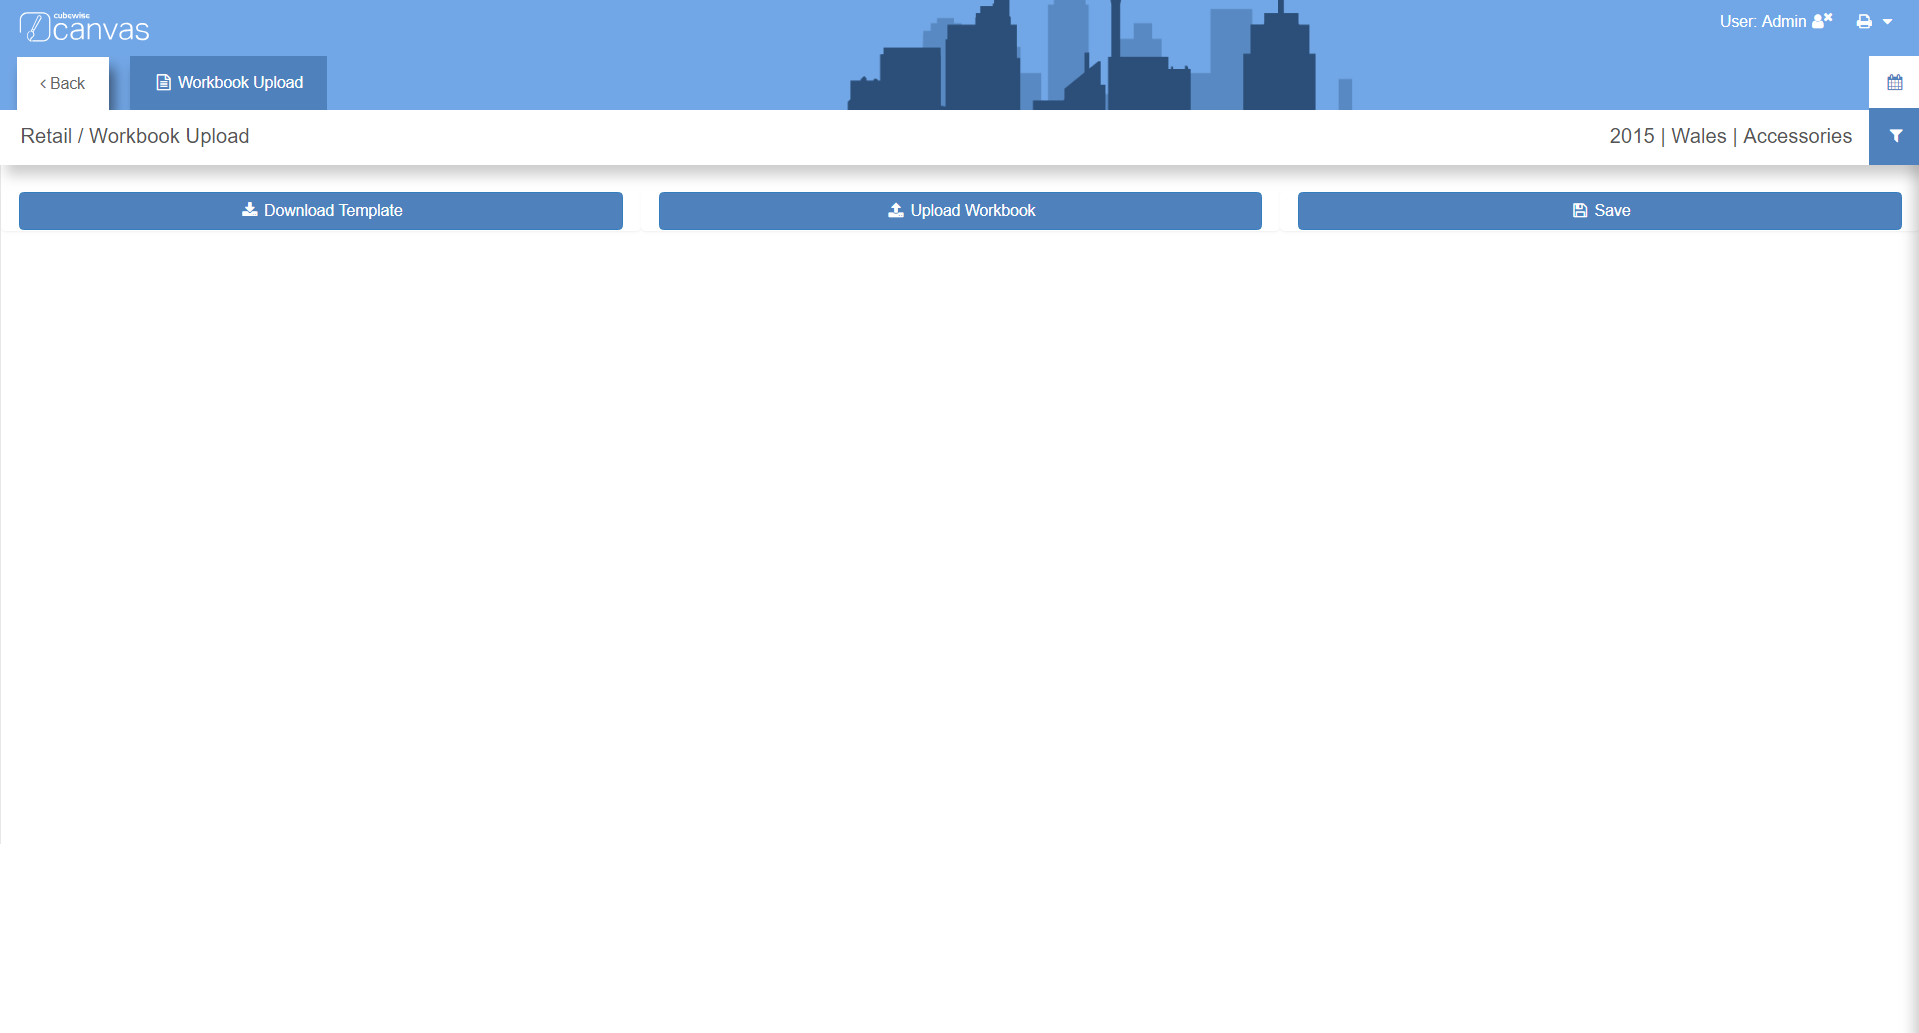 cubewise
canvas
User: Admin
< Back
Workbook Upload
Retail / Workbook Upload
2015 | Wales | Accessories
Download Template
Upload Workbook
Save